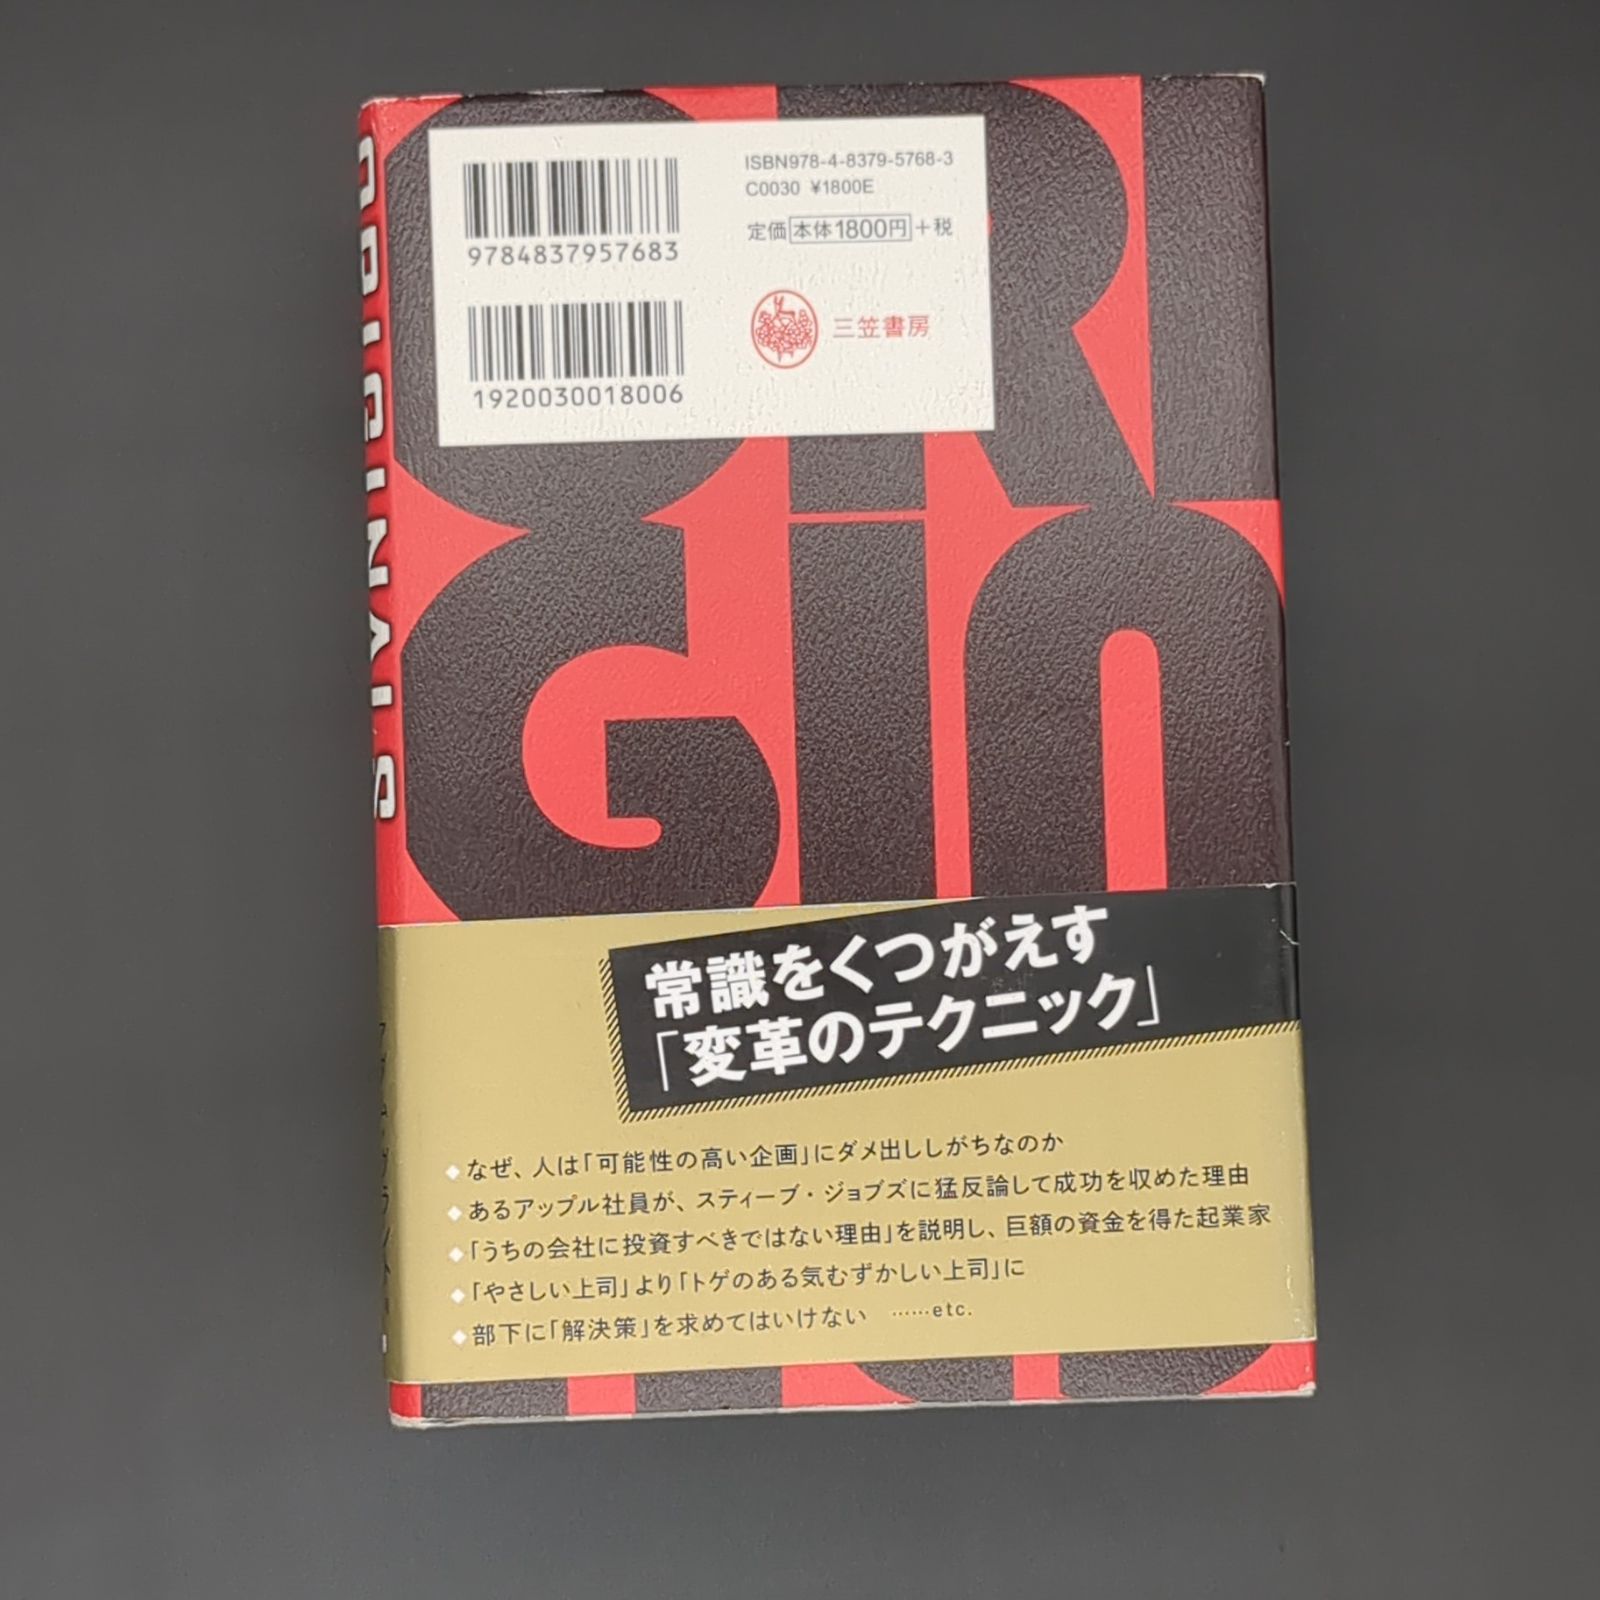 ORIGINALS
ISBN978-4-8379-5768-3
C0030 ¥1800E
定価 本体1800円 +税
9784837957683
三笠書房
1920030018006
ORIGIN
常識をくつがえす
「変革のテクニック」
◆なぜ、人は「可能性の高い企画」にダメ出ししがちなのか
◆あるアップル社員が、スティーブ・ジョブズに猛反論して成功を収めた理由
◆「うちの会社に投資すべきではない理由」を説明し、巨額の資金を得た起業家
◆「やさしい上司」より「トゲのある気むずかしい上司」に
◆部下に「解決策」を求めてはいけない ……etc.
アダム・グラント